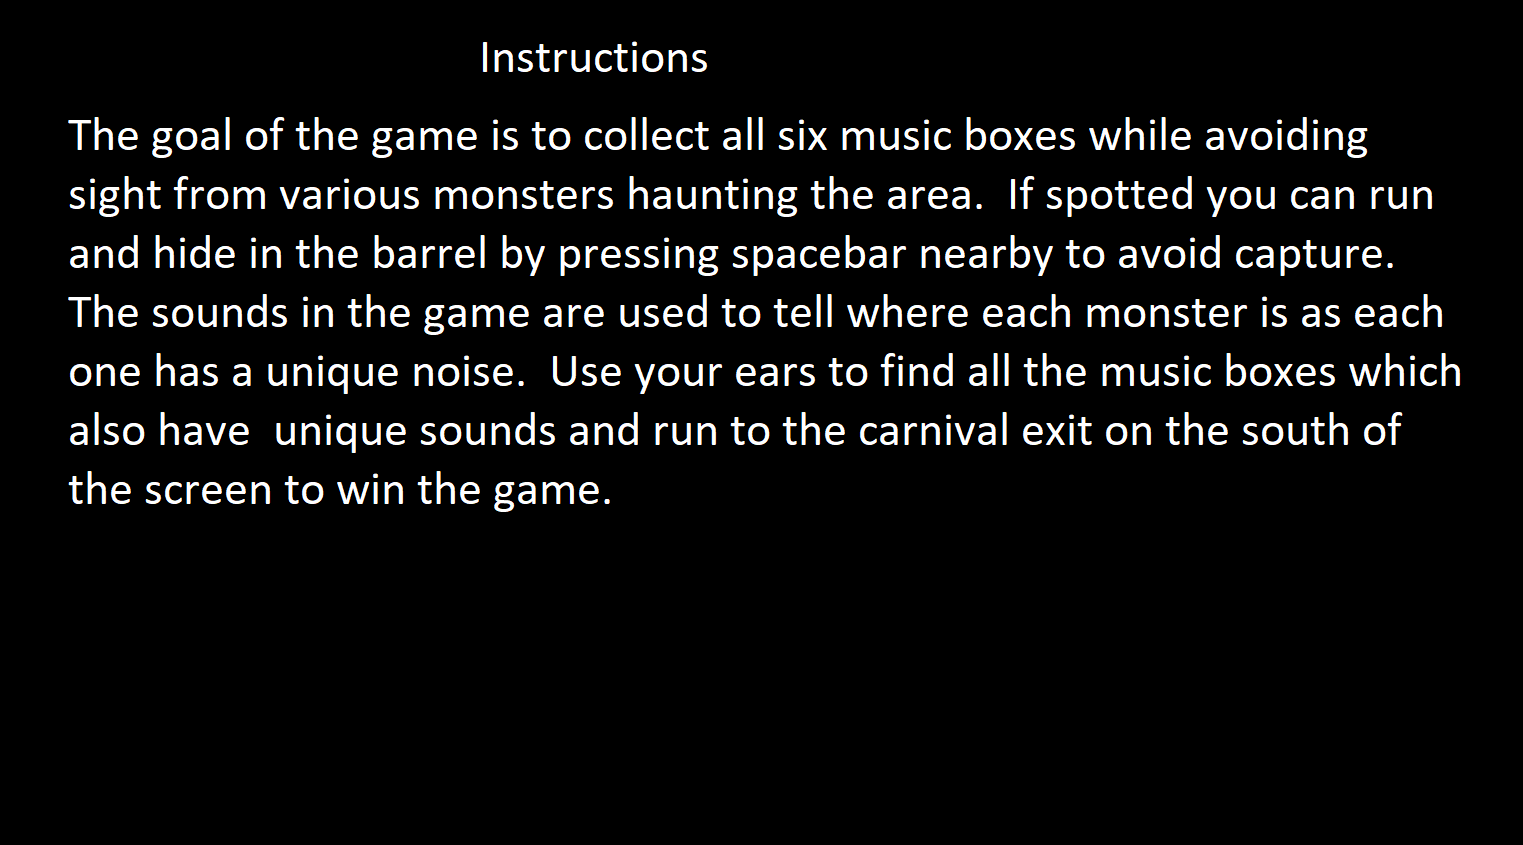 Instructions
The goal of the game is to collect all six music boxes while avoiding
sight from various monsters haunting the area.  If spotted you can run
and hide in the barrel by pressing spacebar nearby to avoid capture.
The sounds in the game are used to tell where each monster is as each
one has a unique noise.  Use your ears to find all the music boxes which
also have  unique sounds and run to the carnival exit on the south of
the screen to win the game.